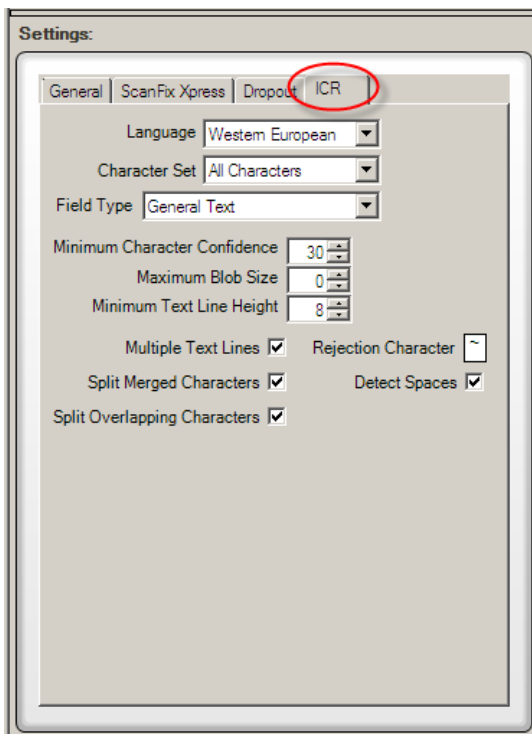 Settings:
General ScanFix Xpress Dropout ICR
Language Western European
Character Set All Characters
Field Type General Text
Minimum Character Confidence 30
Maximum Blob Size 0
Minimum Text Line Height 8
Multiple Text Lines Rejection Character ~
Split Merged Characters Detect Spaces
Split Overlapping Characters